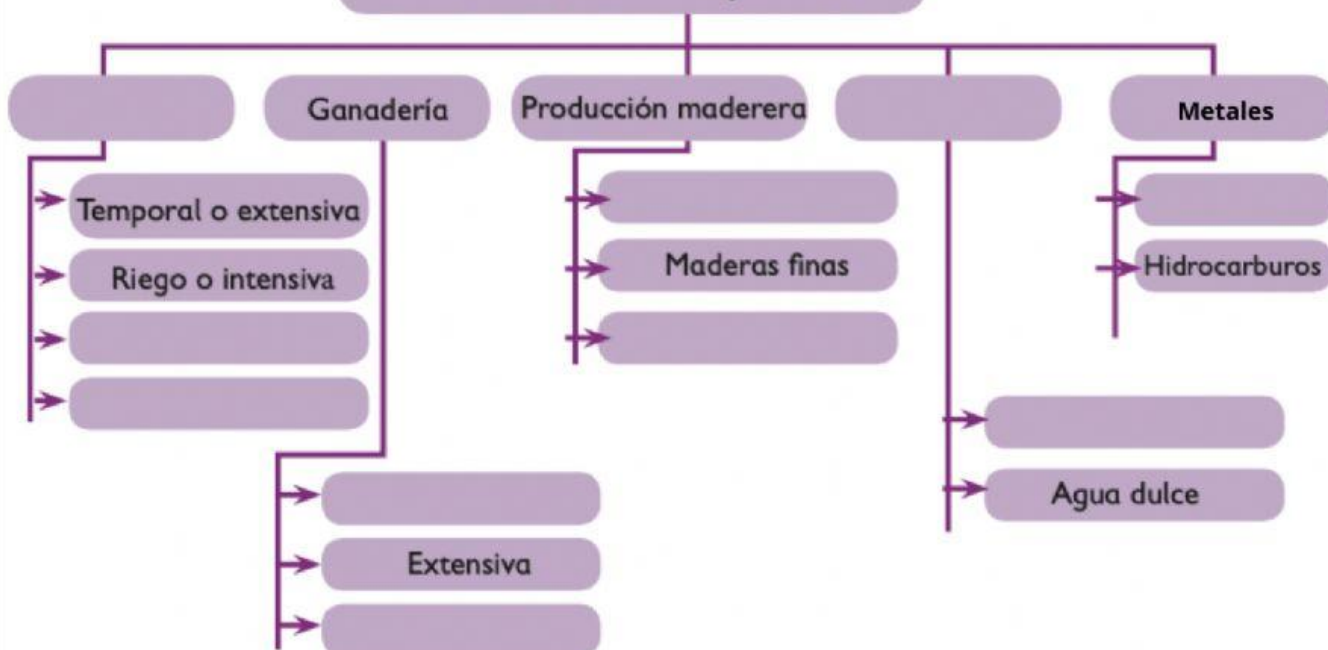 Ganadería
Producción maderera
Metales
Temporal o extensiva
Riego o intensiva
Maderas finas
Hidrocarburos
Agua dulce
Extensiva